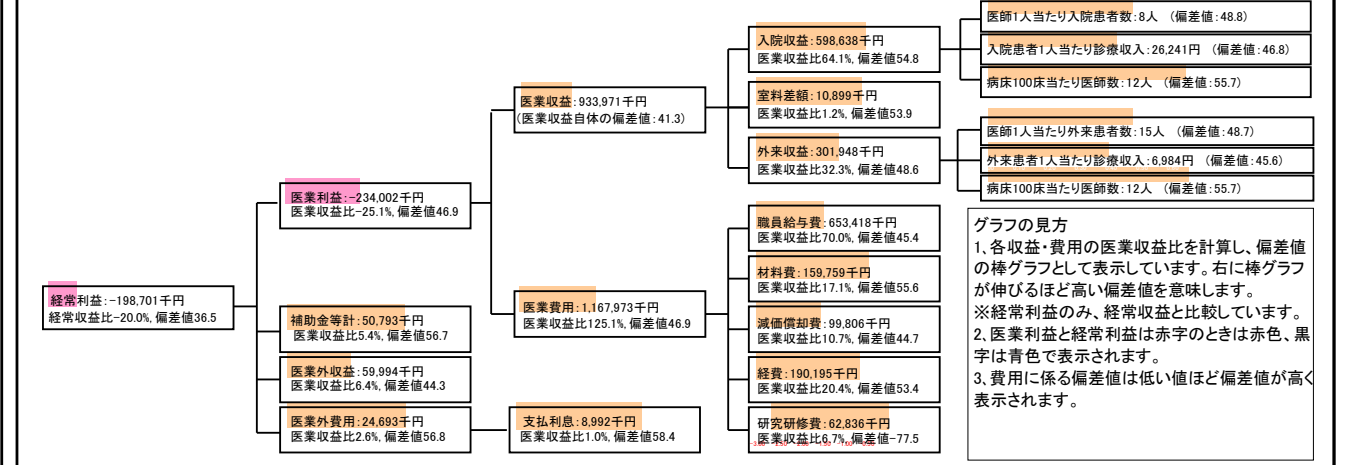 医師1人当たり入院患者数:8人 (偏差値:48.8)
入院患者1人当たり診療収入:26,241円 (偏差値:46.8)
病床100床当たり医師数:12人 (偏差値:55.7)
入院収益:598,638千円
医業収益比64.1%, 偏差値54.8
室料差額:10,899千円
医業収益比1.2%, 偏差値53.9
外来収益:301,948千円
医業収益比32.3%, 偏差値48.6
医師1人当たり外来患者数:15人 (偏差値:48.7)
外来患者1人当たり診療収入:6,984円 (偏差値:45.6)
病床100床当たり医師数:12人 (偏差値:55.7)
医業収益:933,971千円
(医業収益自体の偏差値:41.3)
医業利益:-234,002千円
医業収益比-25.1%, 偏差値46.9
経常利益:-198,701千円
経常収益比-20.0%, 偏差値36.5
補助金等計:50,793千円
医業収益比5.4%, 偏差値56.7
医業外収益:59,994千円
医業収益比6.4%, 偏差値44.3
医業外費用:24,693千円
医業収益比2.6%, 偏差値56.8
支払利息:8,992千円
医業収益比1.0%, 偏差値58.4
医業費用:1,167,973千円
医業収益比125.1%, 偏差値46.9
職員給与費:653,418千円
医業収益比70.0%, 偏差値45.4
材料費:159,759千円
医業収益比17.1%, 偏差値55.6
減価償却費:99,806千円
医業収益比10.7%, 偏差値44.7
経費:190,195千円
医業収益比20.4%, 偏差値53.4
研究研修費:62,836千円
医業収益比6.7%, 偏差値-77.5
グラフの見方
1、各収益・費用の医業収益比を計算し、偏差値
の棒グラフとして表示しています。右に棒グラフ
が伸びるほど高い偏差値を意味します。
※経常利益のみ、経常収益と比較しています。
2、医業利益と経常利益は赤字のときは赤色、黒
字は青色で表示されます。
3、費用に係る偏差値は低い値ほど偏差値が高く
表示されます。